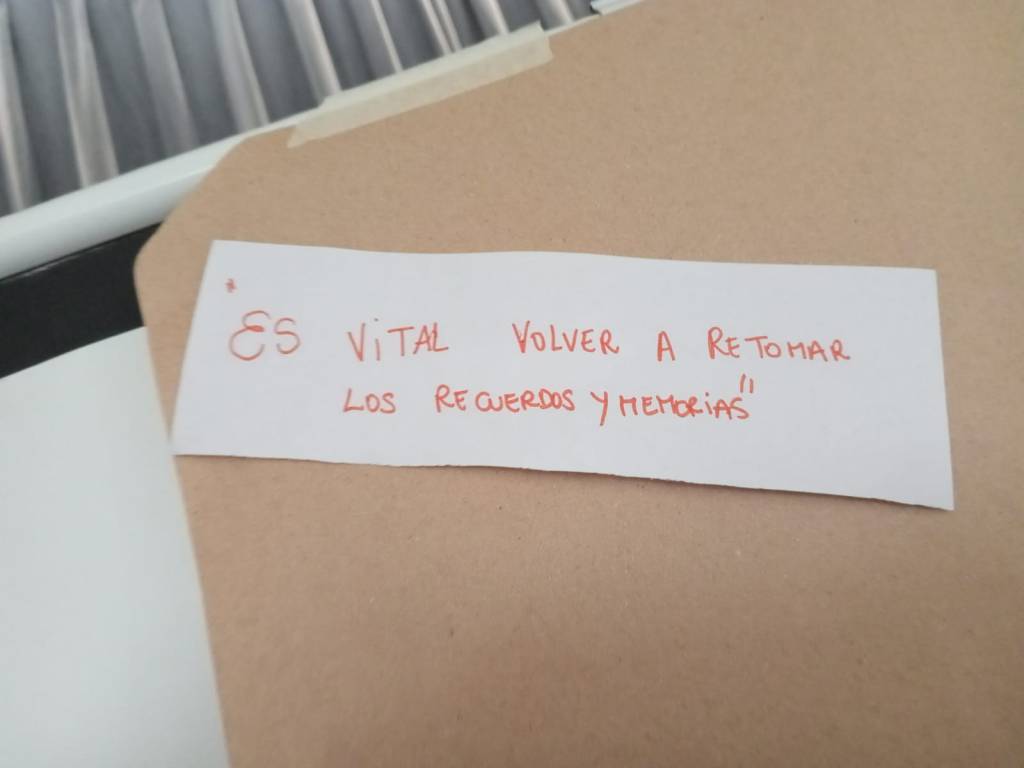 "ES VITAL VOLVER A RETOMAR
LOS RECUERDOS Y MEMORIAS"